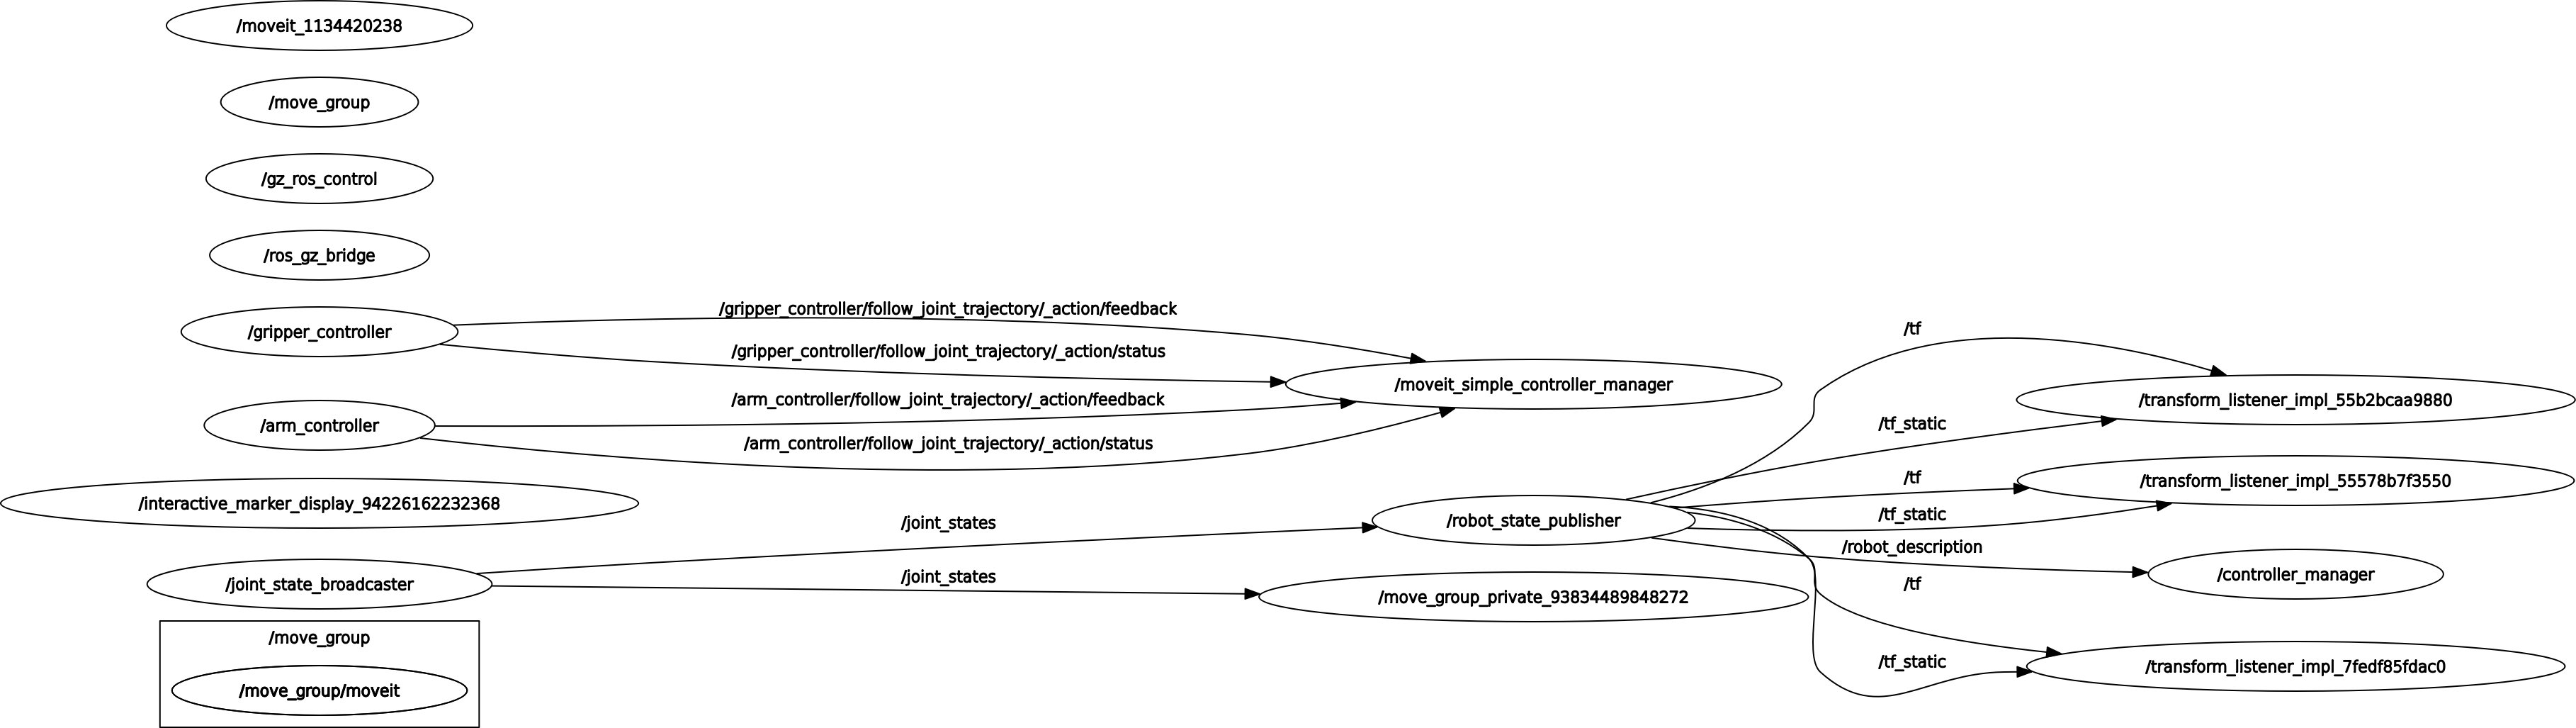 /moveit_1134420238
/move_group
/gz_ros_control
/ros_gz_bridge
/gripper_controller
/gripper_controller/follow_joint_trajectory/_action/feedback
/gripper_controller/follow_joint_trajectory/_action/status
/moveit_simple_controller_manager
/arm_controller
/arm_controller/follow_joint_trajectory/_action/feedback
/arm_controller/follow_joint_trajectory/_action/status
/interactive_marker_display_94226162232368
/joint_state_broadcaster
/joint_states
/joint_states
/robot_state_publisher
/move_group_private_93834489848272
/tf
/tf_static
/transform_listener_impl_55b2bcaa9880
/tf
/tf_static
/transform_listener_impl_55578b7f3550
/robot_description
/controller_manager
/tf
/tf_static
/transform_listener_impl_7fedf85fdac0
/move_group
/move_group/moveit